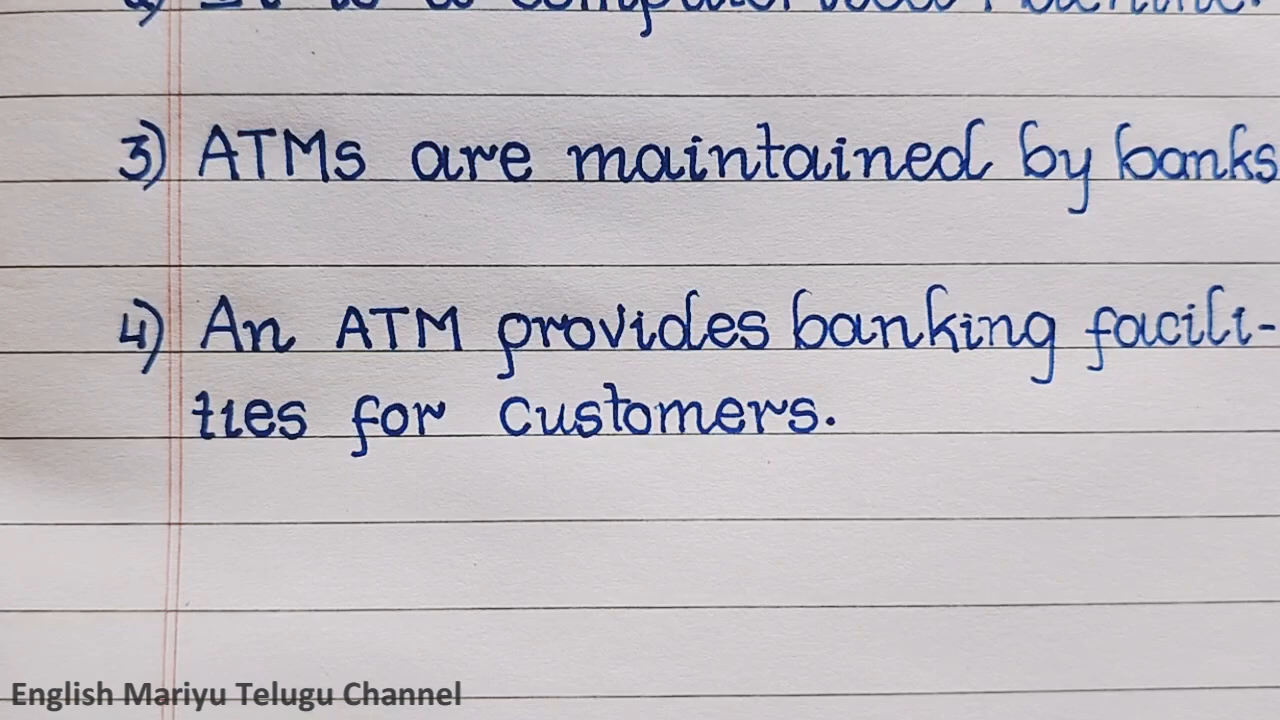 3) ATMs are maintained by banks
4) An ATM provides banking facili-
ties for customers.
English Mariyu Telugu Channel